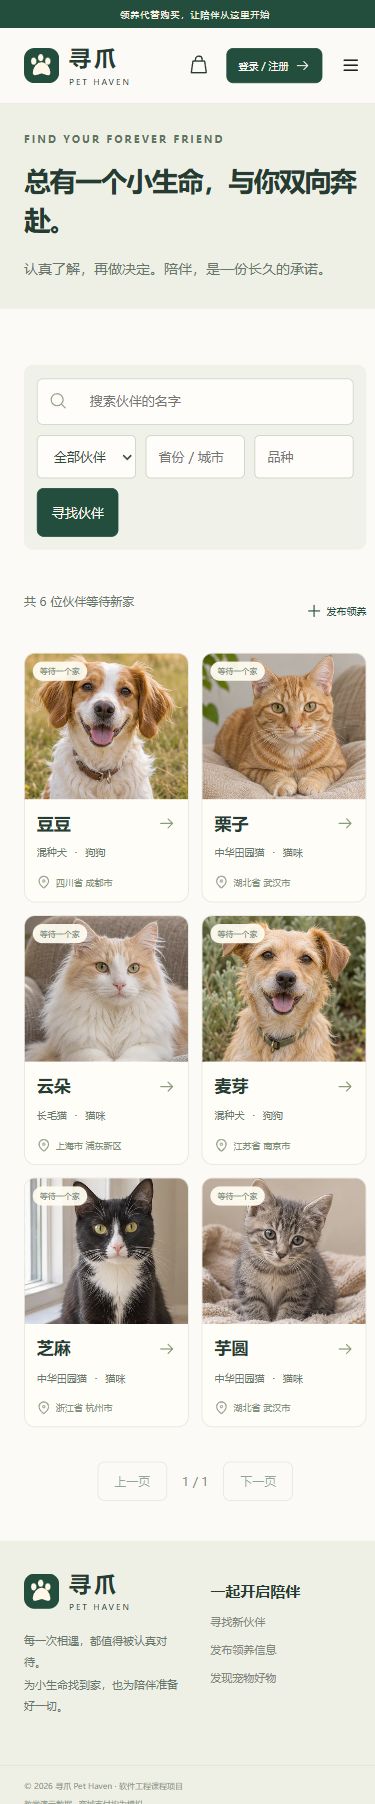 领养代替购买，让陪伴从这里开始
寻爪
PET HAVEN
登录 / 注册
FIND YOUR FOREVER FRIEND
总有一个小生命，与你双向奔
赴。
认真了解，再做决定。陪伴，是一份长久的承诺。
搜索伙伴的名字
全部伙伴
省份 / 城市
品种
寻找伙伴
共 6 位伙伴等待新家
发布领养
等待一个家
等待一个家
豆豆
栗子
混种犬 · 狗狗
中华田园猫 · 猫咪
四川省 成都市
湖北省 武汉市
等待一个家
等待一个家
云朵
麦芽
长毛猫 · 猫咪
混种犬 · 狗狗
上海市 浦东新区
江苏省 南京市
等待一个家
等待一个家
芝麻
芋圆
中华田园猫 · 猫咪
中华田园猫 · 猫咪
浙江省 杭州市
湖北省 武汉市
上一页
1 / 1
下一页
寻爪
PET HAVEN
每一次相遇，都值得被认真对
待。
为小生命找到家，也为陪伴准备
好一切。
一起开启陪伴
寻找新伙伴
发布领养信息
发现宠物好物
© 2026 寻爪 Pet Haven · 软件工程课程项目